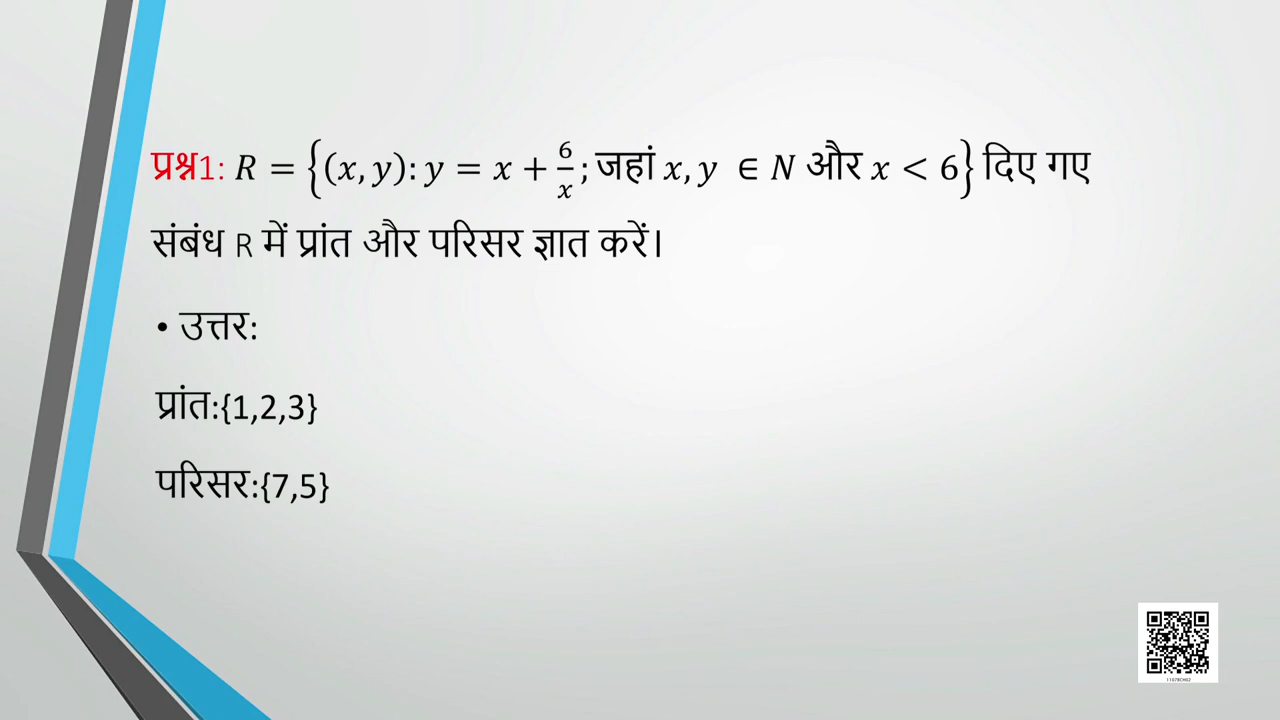 प्रश्न1: R = {(x, y): y = x + 6/x ; जहां x, y ∈ N और x < 6} दिए गए
संबंध R में प्रांत और परिसर ज्ञात करें।
• उत्तर:
प्रांत:{1,2,3}
परिसर:{7,5}